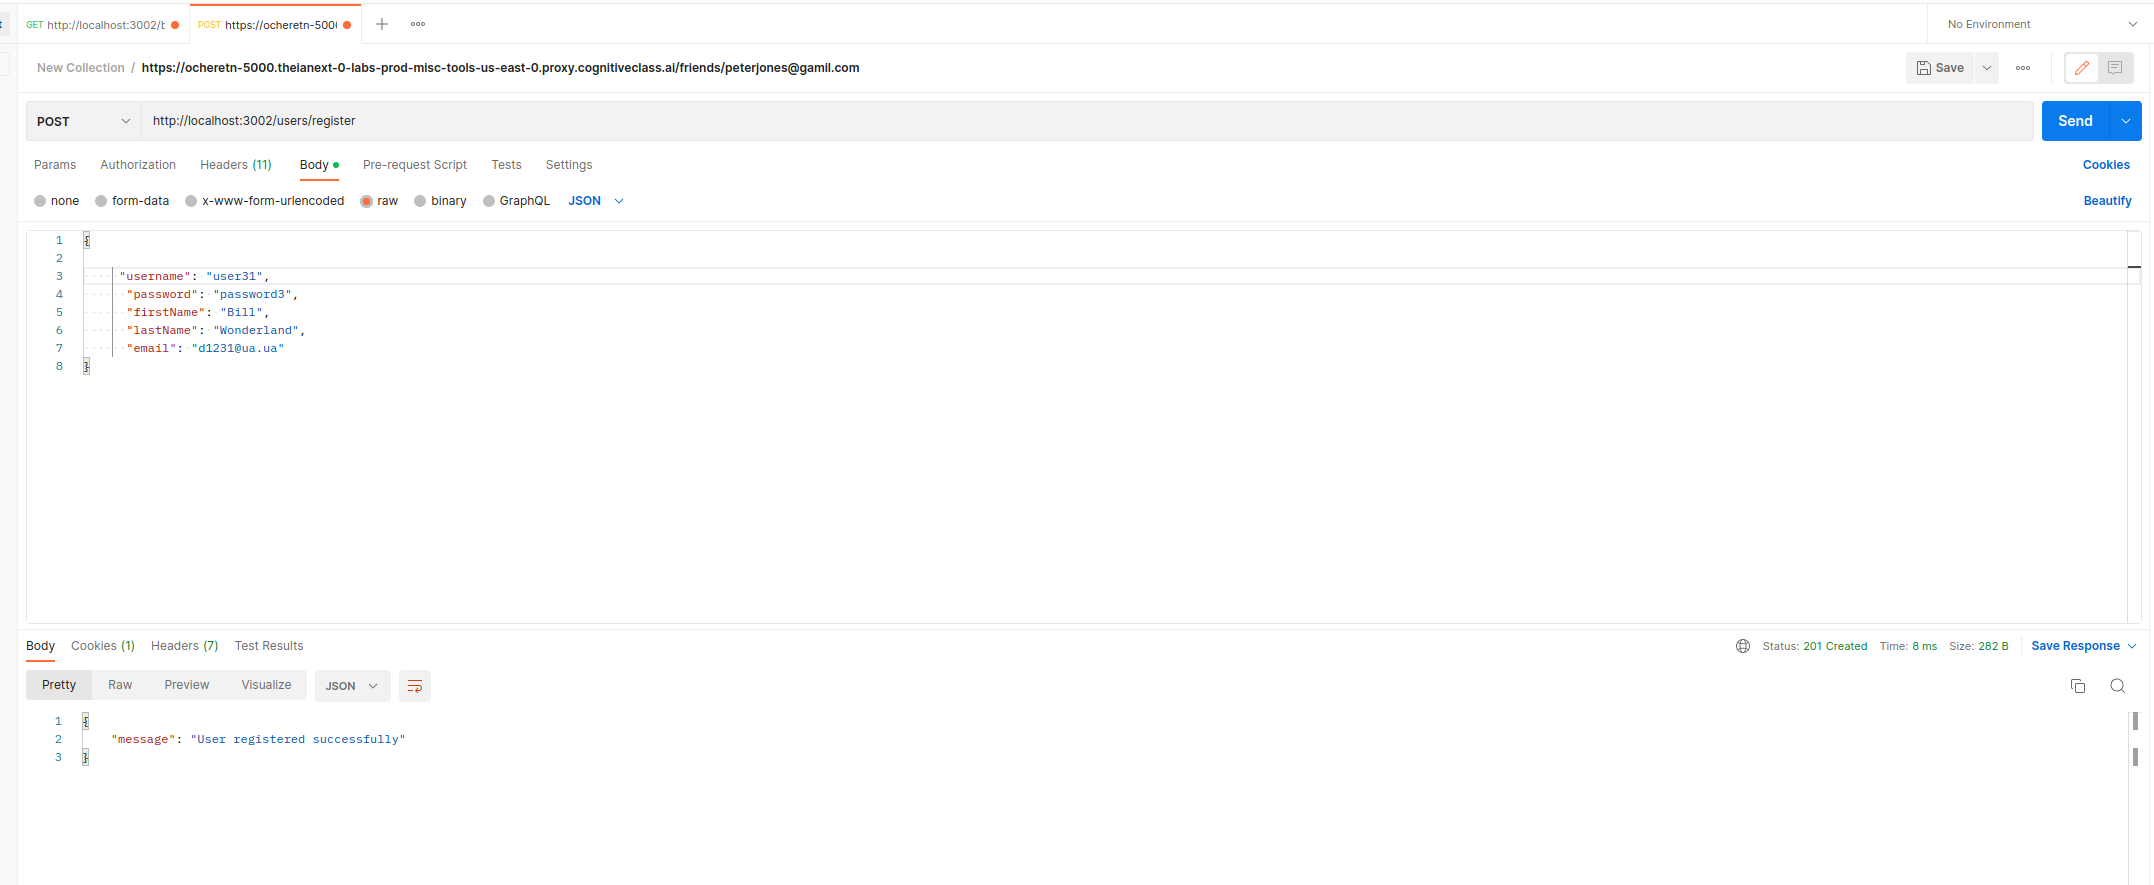 GET http://localhost:3002/b POST https://ocheretn-500 No Environment
New Collection / https://ocheretn-5000.theianext-0-labs-prod-misc-tools-us-east-0.proxy.cognitiveclass.ai/friends/peterjones@gamil.com Save
POST http://localhost:3002/users/register Send
Params Authorization Headers (11) Body Pre-request Script Tests Settings Cookies
none form-data x-www-form-urlencoded raw binary GraphQL JSON Beautify
1 {
2
3 "username": "user31",
4 "password": "password3",
5 "firstName": "Bill",
6 "lastName": "Wonderland",
7 "email": "d1231@ua.ua"
8 }
Body Cookies (1) Headers (7) Test Results Status: 201 Created Time: 8 ms Size: 282 B Save Response
Pretty Raw Preview Visualize JSON
1 {
2 "message": "User registered successfully"
3 }